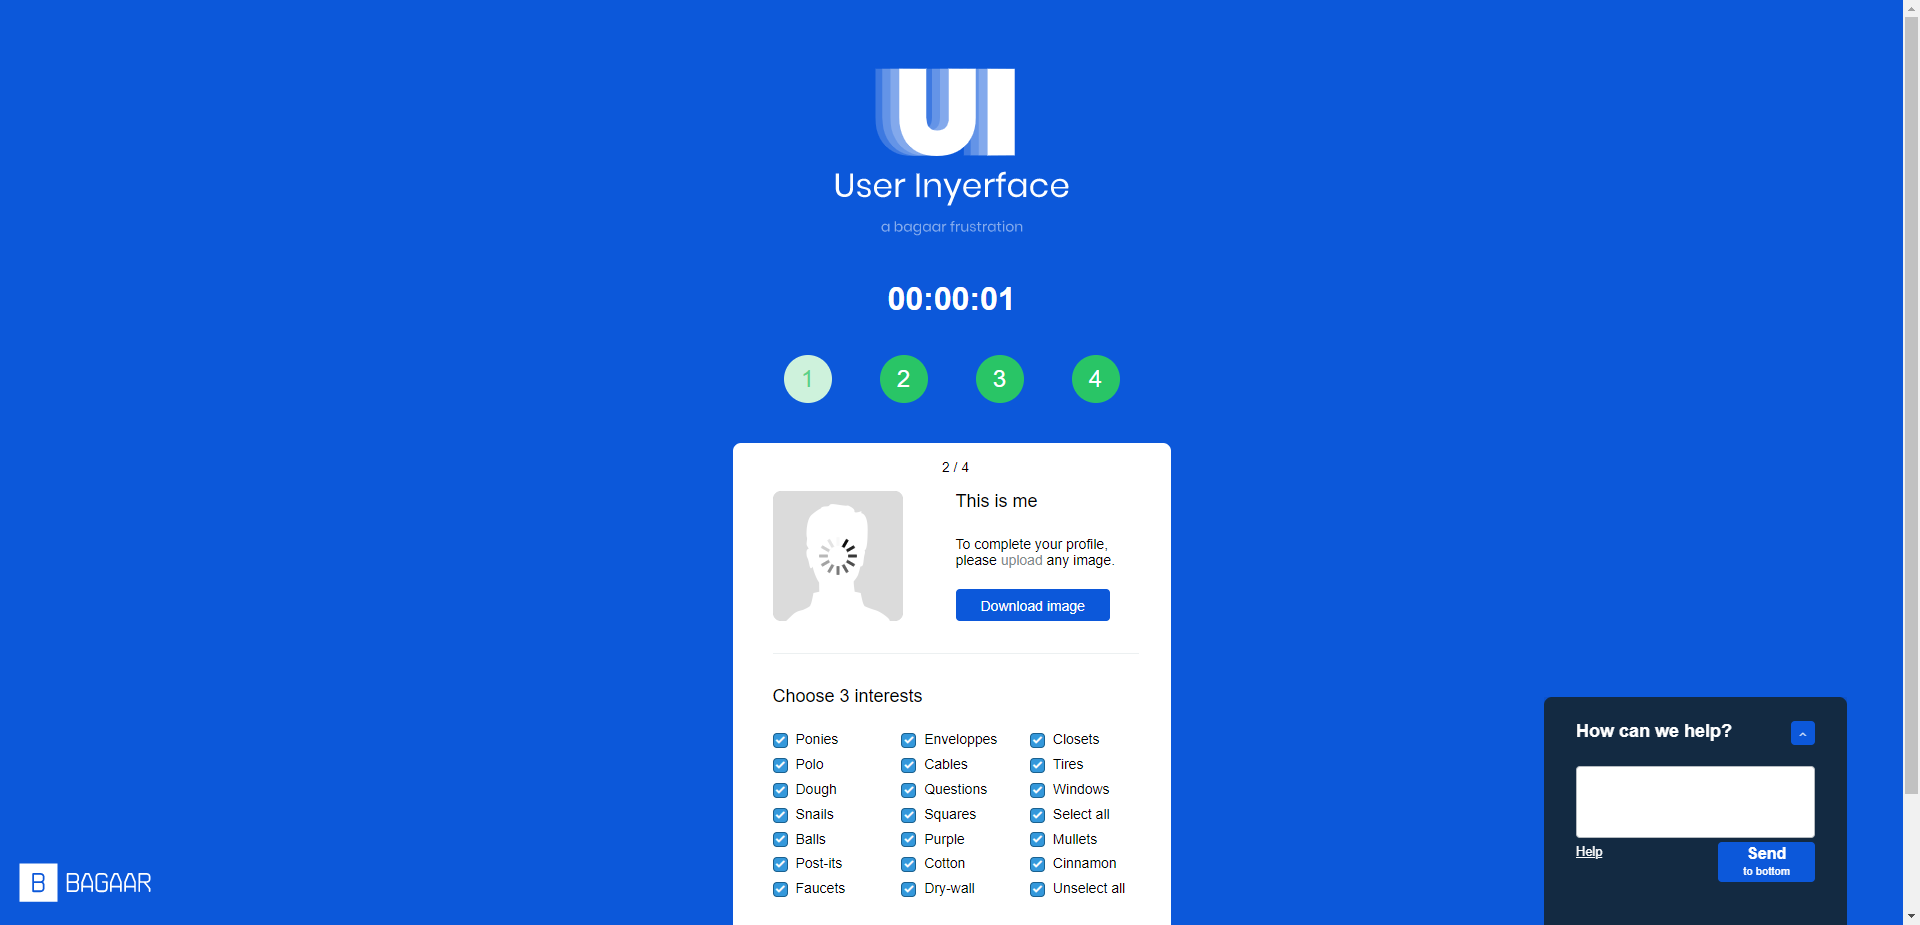 UI
User Inyerface
a bagaar frustration
00:00:01
1 2 3 4
2 / 4
This is me
To complete your profile,
please upload any image.
Download image
Choose 3 interests
Ponies Enveloppes Closets
Polo Cables Tires
Dough Questions Windows
Snails Squares Select all
Balls Purple Mullets
Post-its Cotton Cinnamon
Faucets Dry-wall Unselect all
How can we help?
Help
Send
to bottom
B BAGAAR